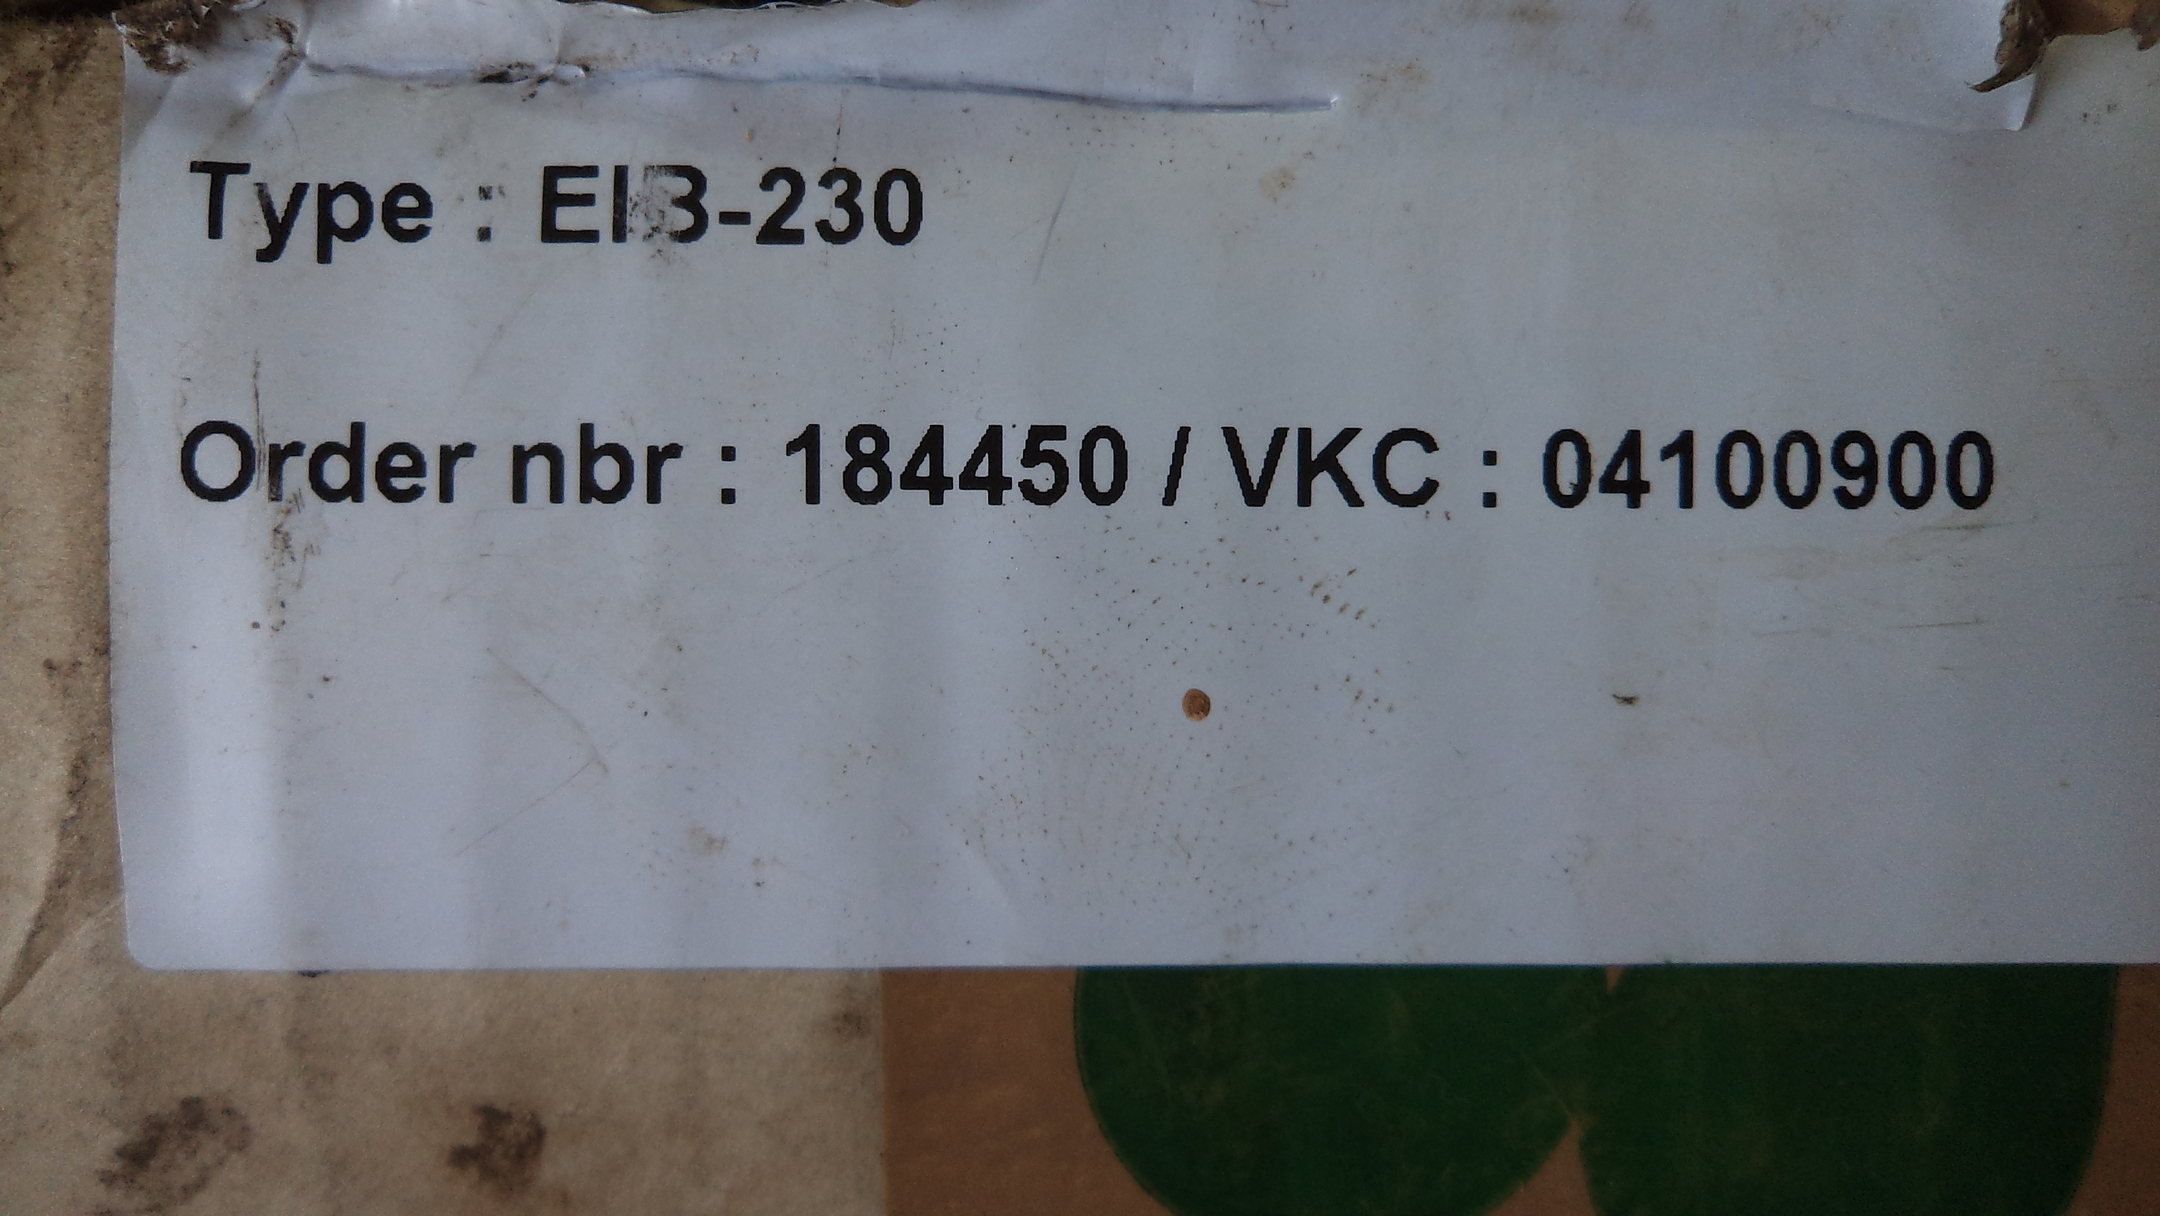 Type : EIB-230
Order nbr : 184450 / VKC : 04100900